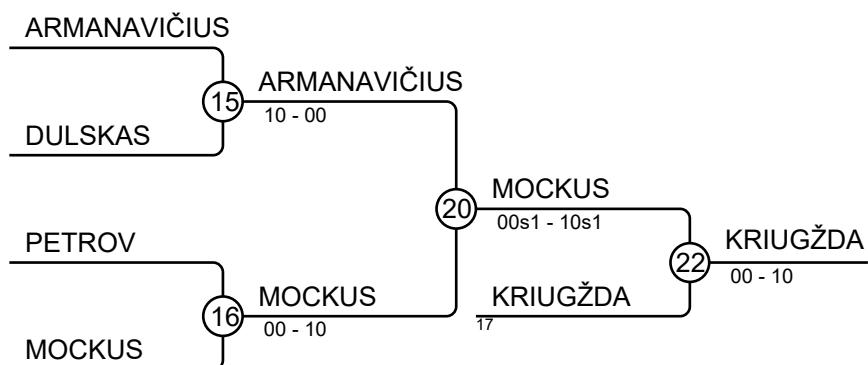 ARMANAVIČIUS
15
ARMANAVIČIUS
10 - 00
DULSKAS
20
MOCKUS
00s1 - 10s1
PETROV
22
KRIUGŽDA
00 - 10
16
MOCKUS
00 - 10
KRIUGŽDA
17
MOCKUS